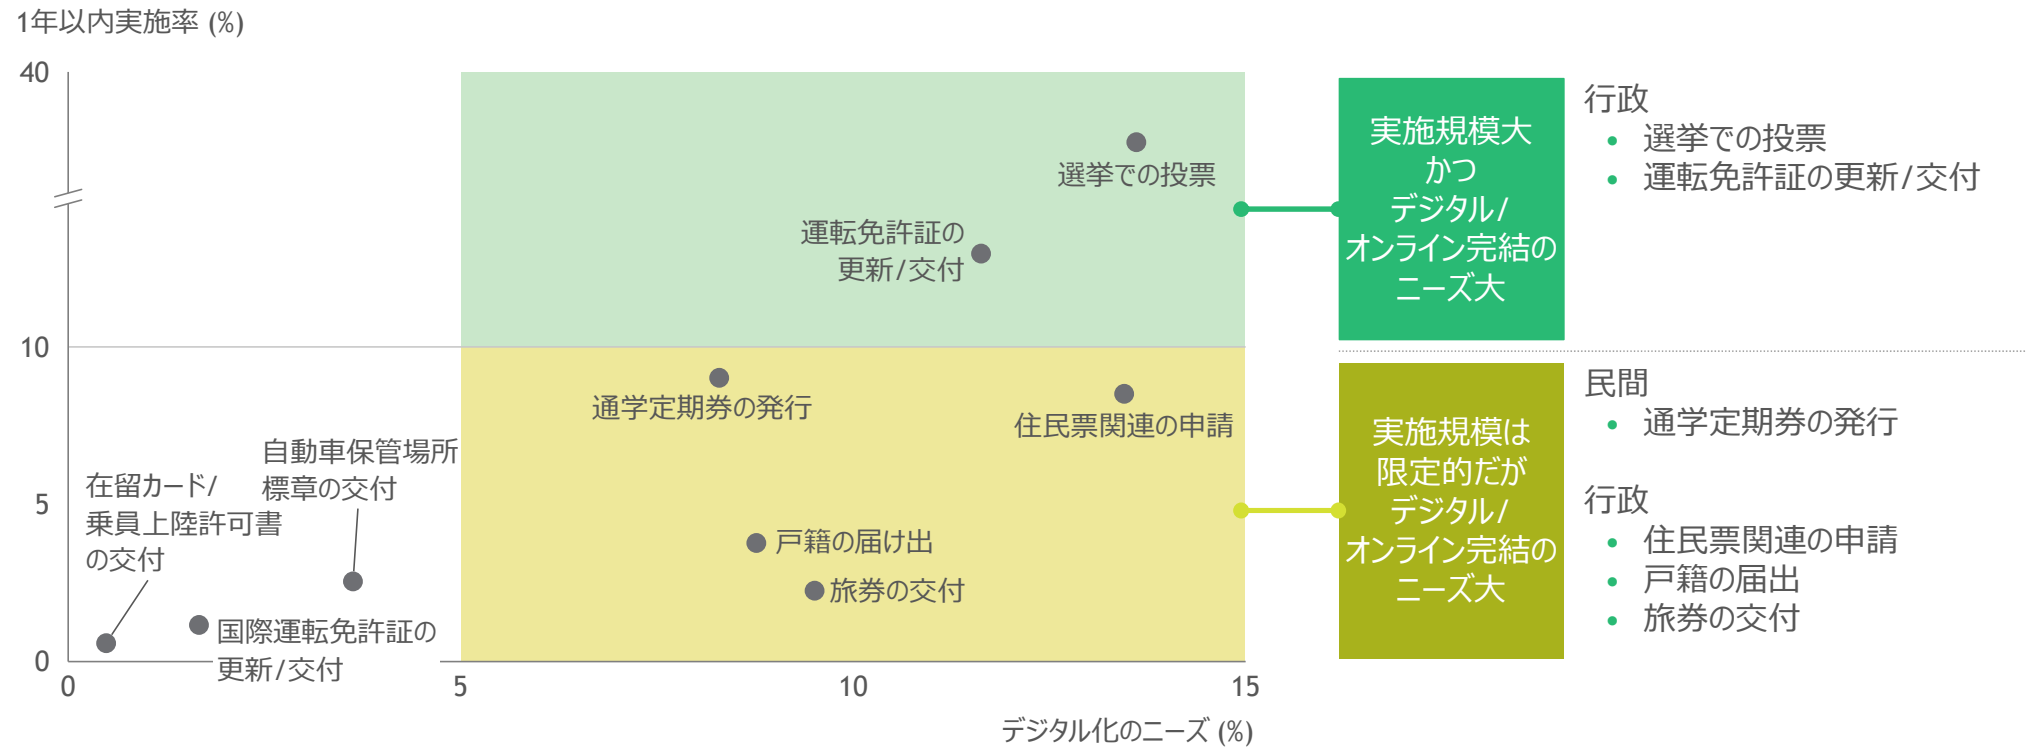 1年以内実施率 (%)
40
10
5
0
0
5
10
15
デジタル化のニーズ (%)
選挙での投票
運転免許証の
更新/交付
通学定期券の発行
住民票関連の申請
自動車保管場所
標章の交付
在留カード/
乗員上陸許可書
の交付
戸籍の届け出
旅券の交付
国際運転免許証の
更新/交付
実施規模大
かつ
デジタル/
オンライン完結の
ニーズ大
行政
• 選挙での投票
• 運転免許証の更新/交付
実施規模は
限定的だが
デジタル/
オンライン完結の
ニーズ大
民間
• 通学定期券の発行
行政
• 住民票関連の申請
• 戸籍の届出
• 旅券の交付